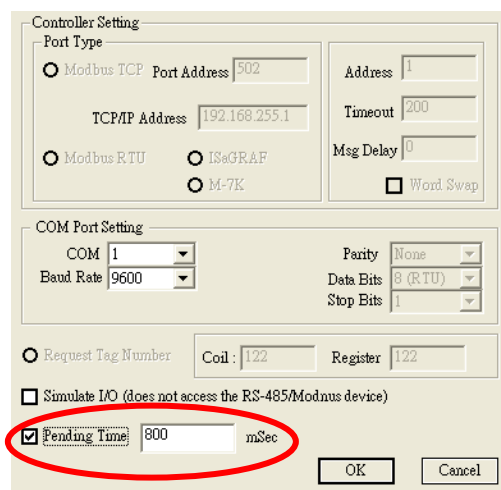 Controller Setting
Port Type
Modbus TCP Port Address 502
TCP/IP Address 192.168.255.1
Modbus RTU ISaGRAF
M-7K
Address 1
Timeout 200
Msg Delay 0
Word Swap
COM Port Setting
COM 1
Baud Rate 9600
Parity None
Data Bits 8 (RTU)
Stop Bits 1
Request Tag Number Coil : 122 Register 122
Simulate I/O (does not access the RS-485/Modnus device)
Pending Time 800 mSec
OK Cancel